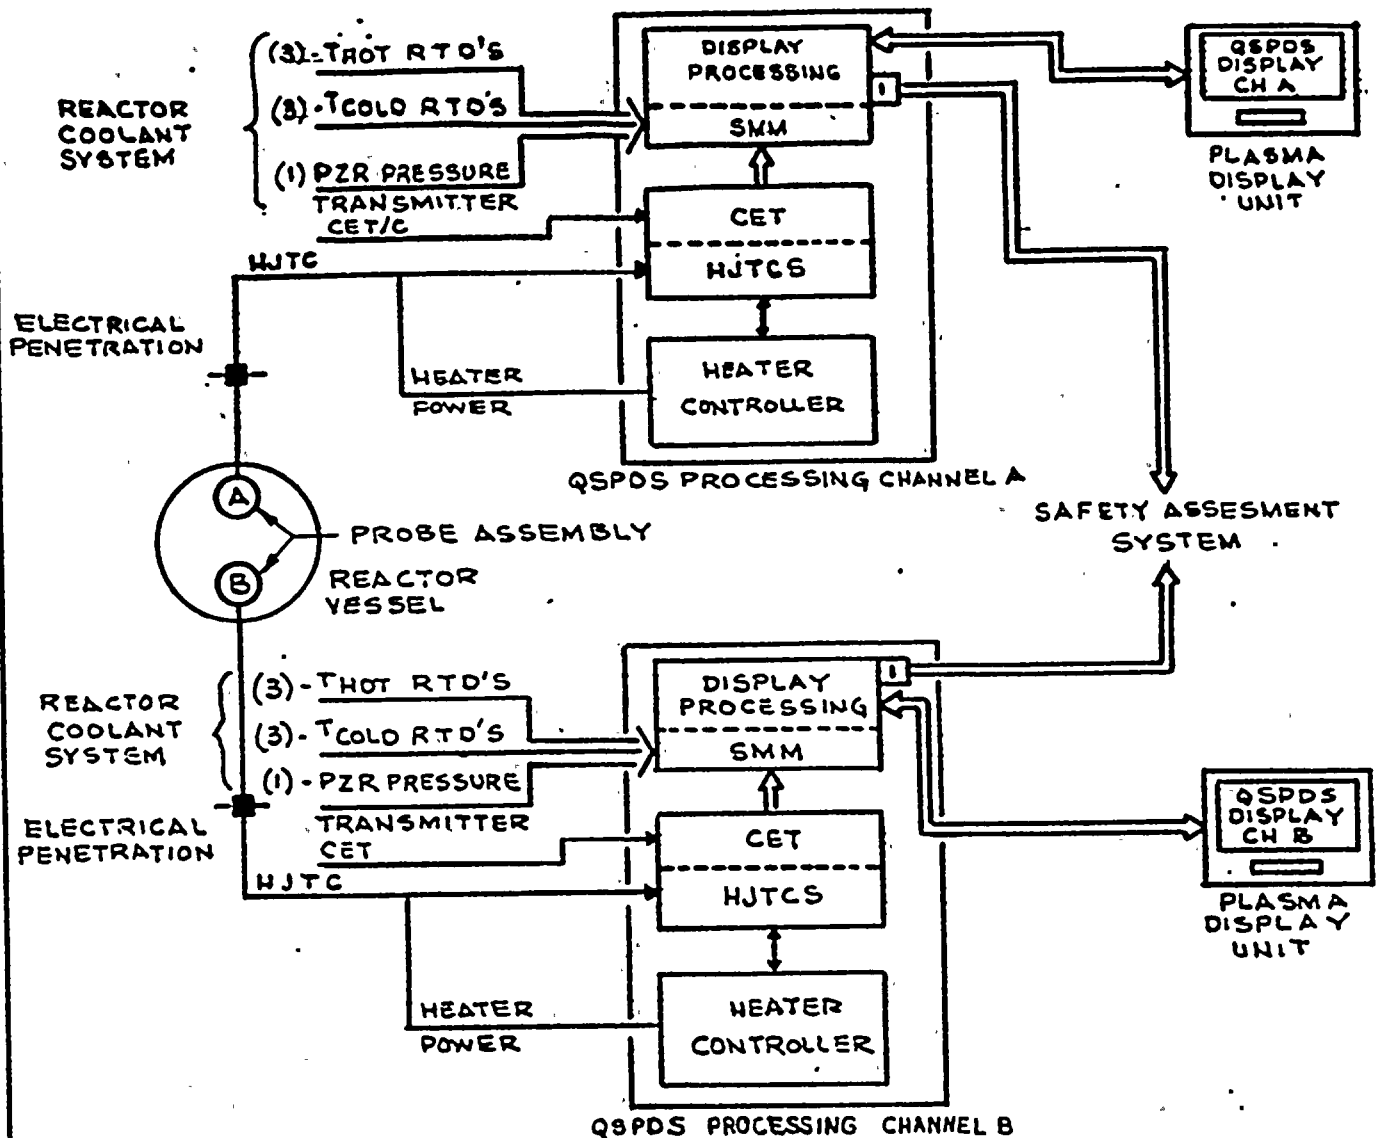 (3)-THOT RTD'S
(3)-TCOLD RTD'S
(1) PZR PRESSURE
TRANSMITTER
CET/C
REACTOR
COOLANT
SYSTEM
HJTC
ELECTRICAL
PENETRATION
HEATER
POWER
DISPLAY
PROCESSING
SMM
I
CET
HJTCS
HEATER
CONTROLLER
QSPDS PROCESSING CHANNEL A
QSPDS
DISPLAY
CH A
PLASMA
DISPLAY
UNIT
A
B
PROBE ASSEMBLY
REACTOR
VESSEL
SAFETY ASSESMENT
SYSTEM
REACTOR
COOLANT
SYSTEM
(3)-THOT RTD'S
(3)-TCOLD RTD'S
(1)-PZR PRESSURE
TRANSMITTER
CET
ELECTRICAL
PENETRATION
HJTC
HEATER
POWER
DISPLAY
PROCESSING
SMM
I
CET
HJTCS
HEATER
CONTROLLER
QSPDS PROCESSING CHANNEL B
QSPDS
DISPLAY
CH B
PLASMA
DISPLAY
UNIT